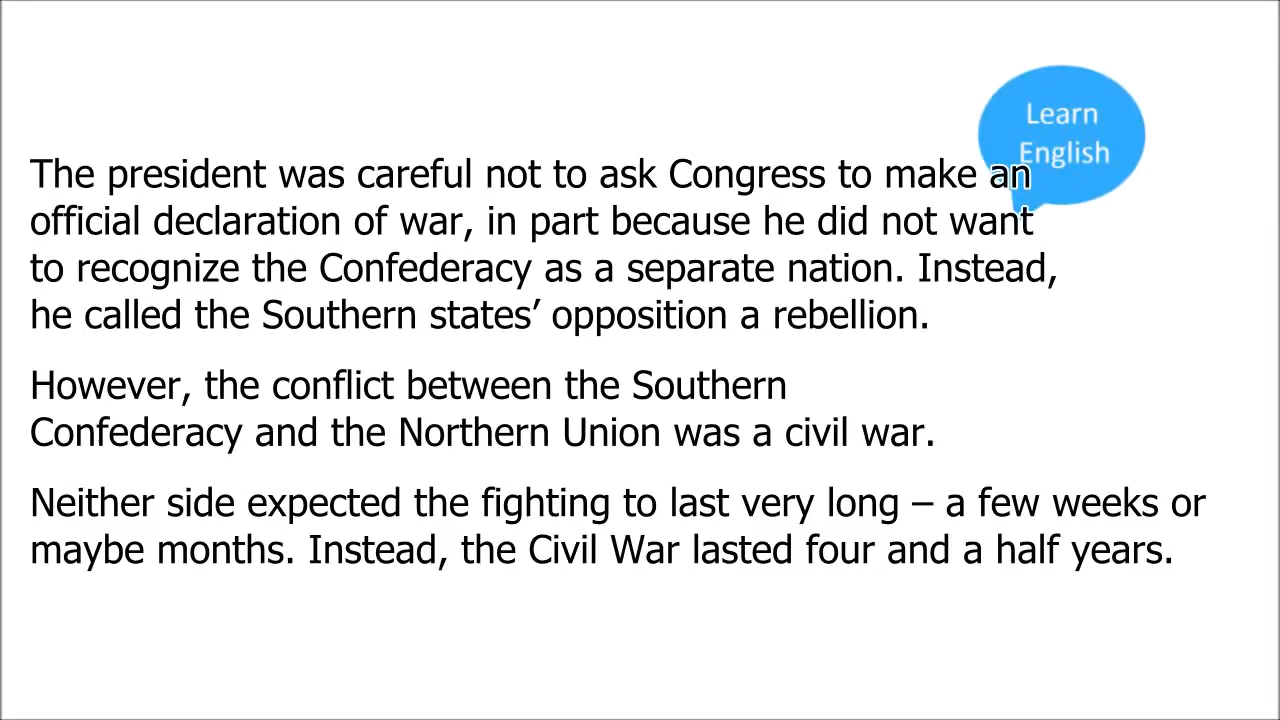 Learn
English
The president was careful not to ask Congress to make an
official declaration of war, in part because he did not want
to recognize the Confederacy as a separate nation. Instead,
he called the Southern states’ opposition a rebellion.
However, the conflict between the Southern
Confederacy and the Northern Union was a civil war.
Neither side expected the fighting to last very long – a few weeks or
maybe months. Instead, the Civil War lasted four and a half years.